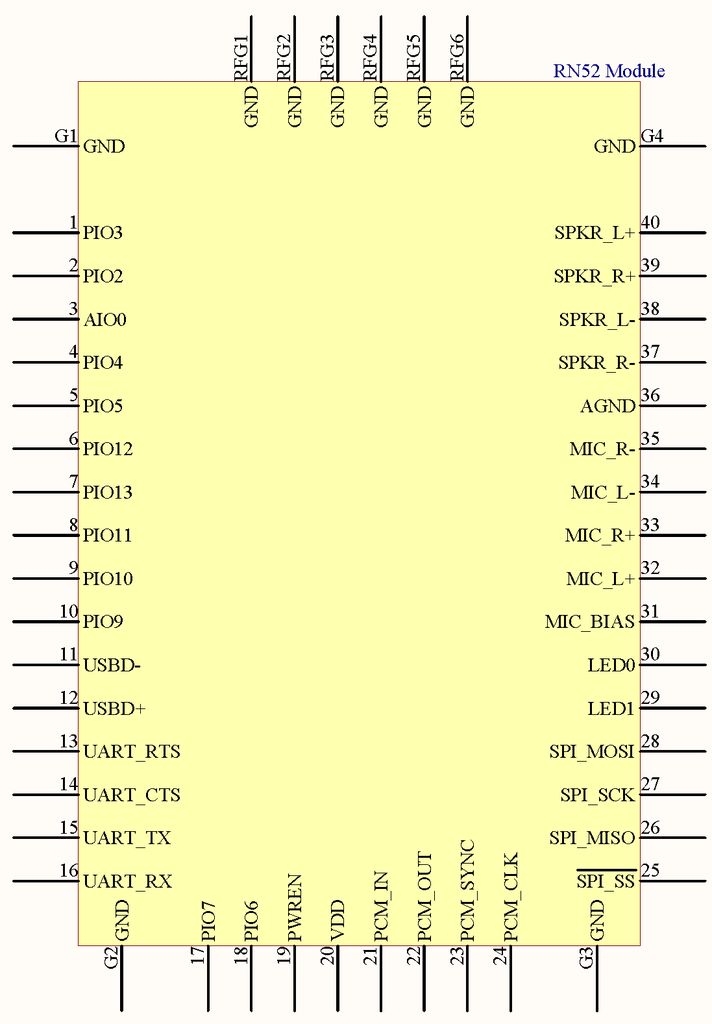 RFG1 RFG2 RFG3 RFG4 RFG5 RFG6
RN52 Module
GND GND GND GND GND GND
G1 GND GND G4
1 PIO3 SPKR_L+ 40
2 PIO2 SPKR_R+ 39
3 AIO0 SPKR_L- 38
4 PIO4 SPKR_R- 37
5 PIO5 AGND 36
6 PIO12 MIC_R- 35
7 PIO13 MIC_L- 34
8 PIO11 MIC_R+ 33
9 PIO10 MIC_L+ 32
10 PIO9 MIC_BIAS 31
11 USBD- LED0 30
12 USBD+ LED1 29
13 UART_RTS SPI_MOSI 28
14 UART_CTS SPI_SCK 27
15 UART_TX SPI_MISO 26
16 UART_RX SPI_SS 25
GND PIO7 PIO6 PWREN VDD PCM_IN PCM_OUT PCM_SYNC PCM_CLK GND
G2 17 18 19 20 21 22 23 24 G3